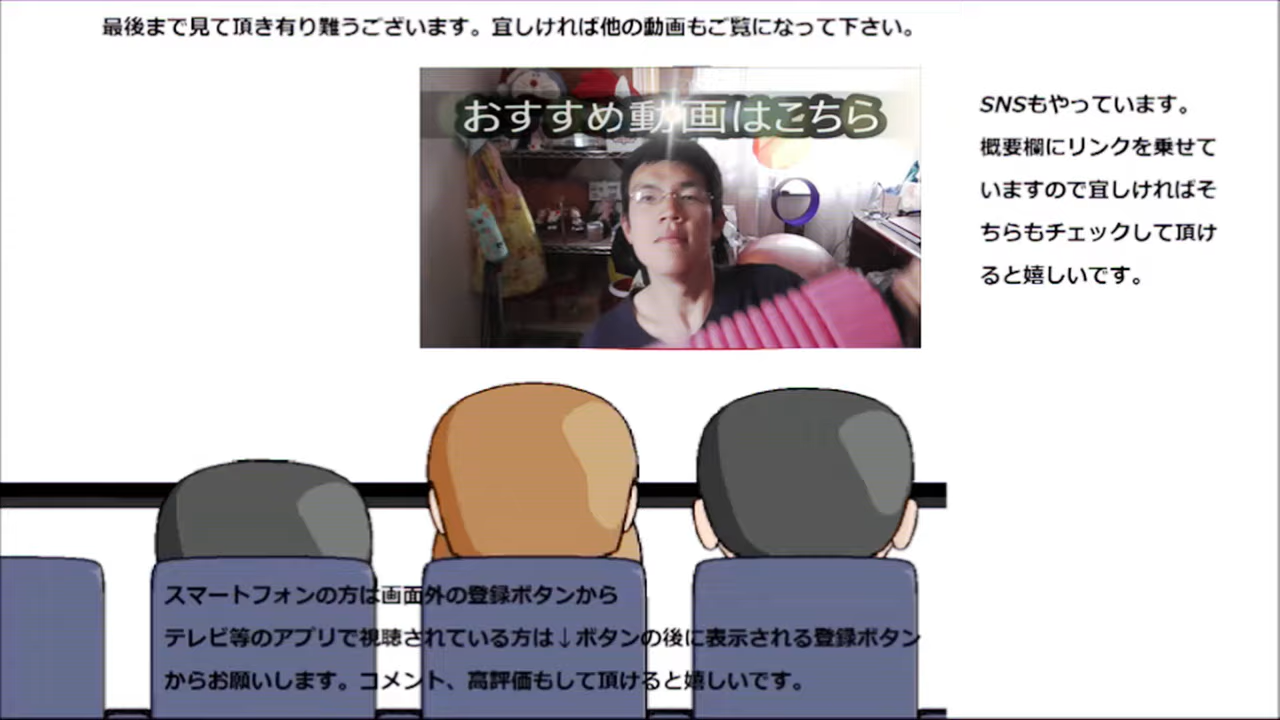 最後まで見て頂き有り難うございます。宜しければ他の動画もご覧になって下さい。
おすすめ動画はこちら
SNSもやっています。
概要欄にリンクを乗せて
いますので宜しければそ
ちらもチェックして頂け
ると嬉しいです。
スマートフォンの方は画面外の登録ボタンから
テレビ等のアプリで視聴されている方は↓ボタンの後に表示される登録ボタン
からお願いします。コメント、高評価もして頂けると嬉しいです。